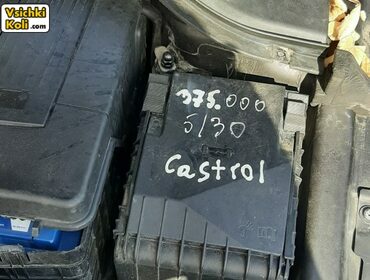 Vsichki
Koli.com
375.000
5/30
Castrol